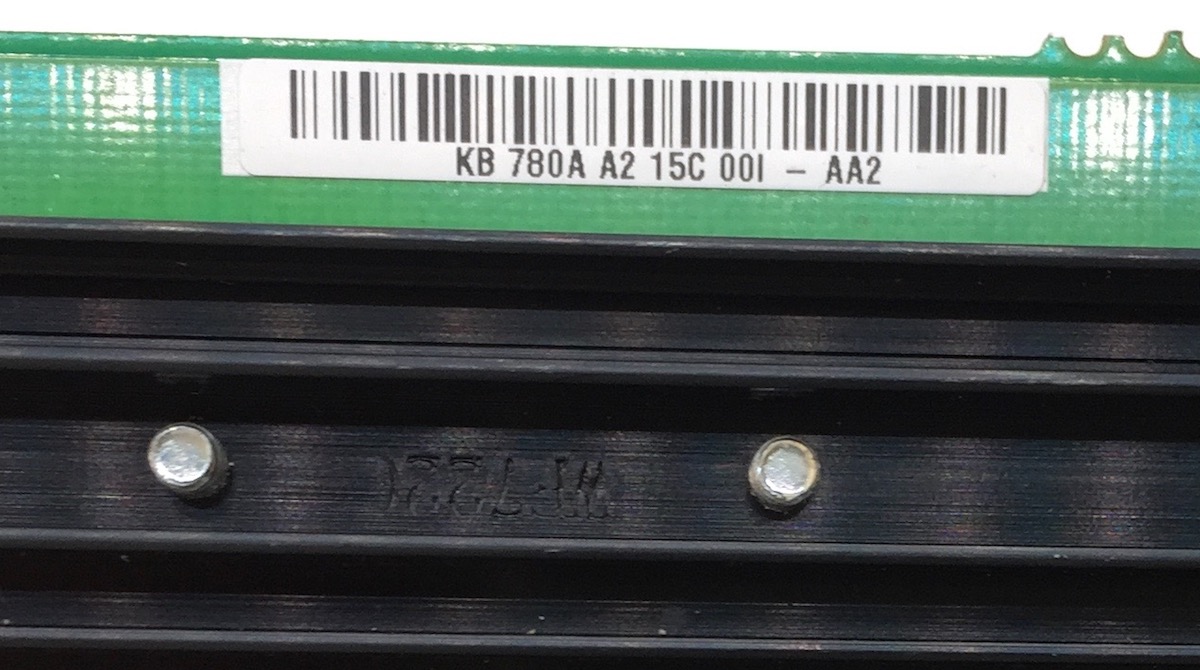 KB 780A A2 15C 00I – AA2